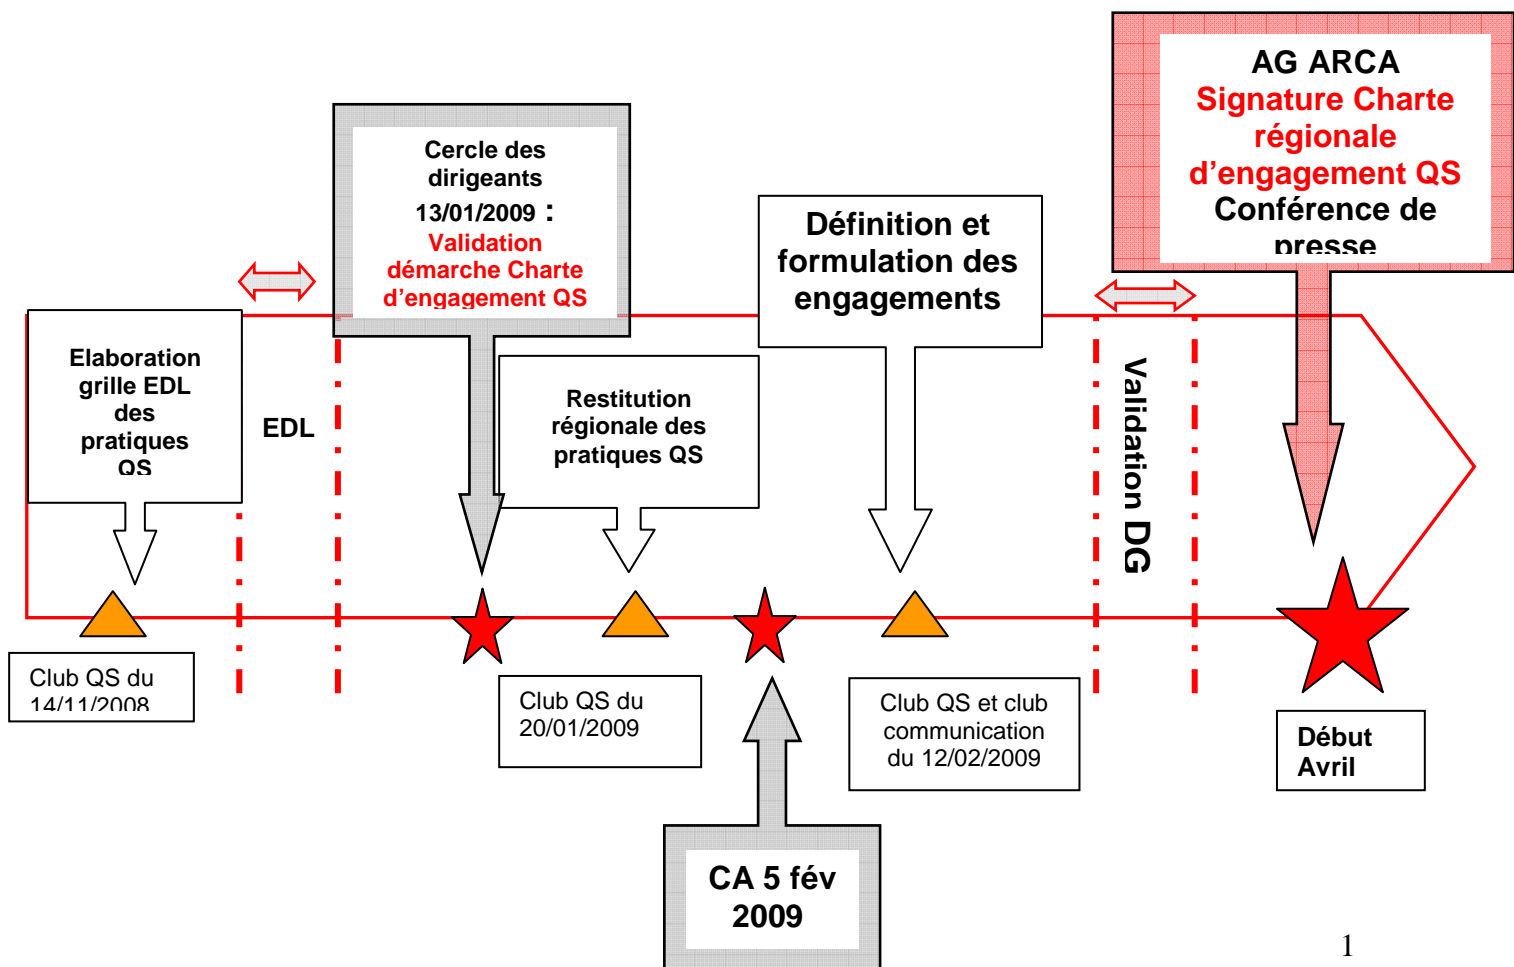 AG ARCA
Signature Charte
régionale
d’engagement QS
Conférence de
presse
Cercle des
dirigeants
13/01/2009 :
Validation
démarche Charte
d’engagement QS
Définition et
formulation des
engagements
Elaboration
grille EDL
des
pratiques
QS
EDL
Restitution
régionale des
pratiques QS
Validation DG
Club QS du
14/11/2008
Club QS du
20/01/2009
Club QS et club
communication
du 12/02/2009
Début
Avril
CA 5 fév
2009
1